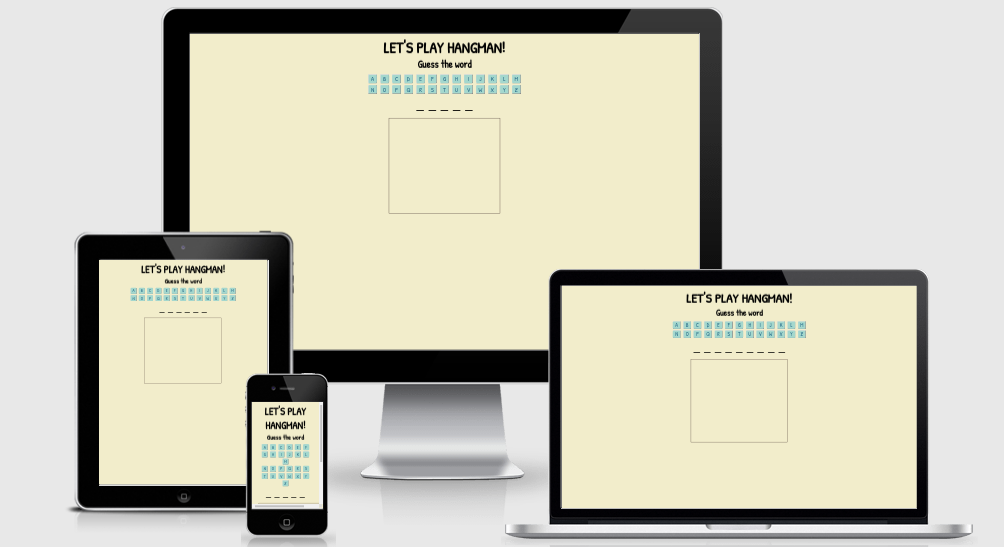 LET'S PLAY HANGMAN!
Guess the word
A B C D E F G H I J K L M
N O P Q R S T U V W X Y Z
_ _ _ _ _
LET'S PLAY HANGMAN!
Guess the word
A B C D E F G H I J K L M
N O P Q R S T U V W X Y Z
_ _ _ _ _ _
LET'S PLAY
HANGMAN!
Guess the word
A B C D E F
G H I J K L
M
N O P Q R S
T U V W X Y
Z
_ _ _ _ _
LET'S PLAY HANGMAN!
Guess the word
A B C D E F G H I J K L M
N O P Q R S T U V W X Y Z
_ _ _ _ _ _ _ _ _